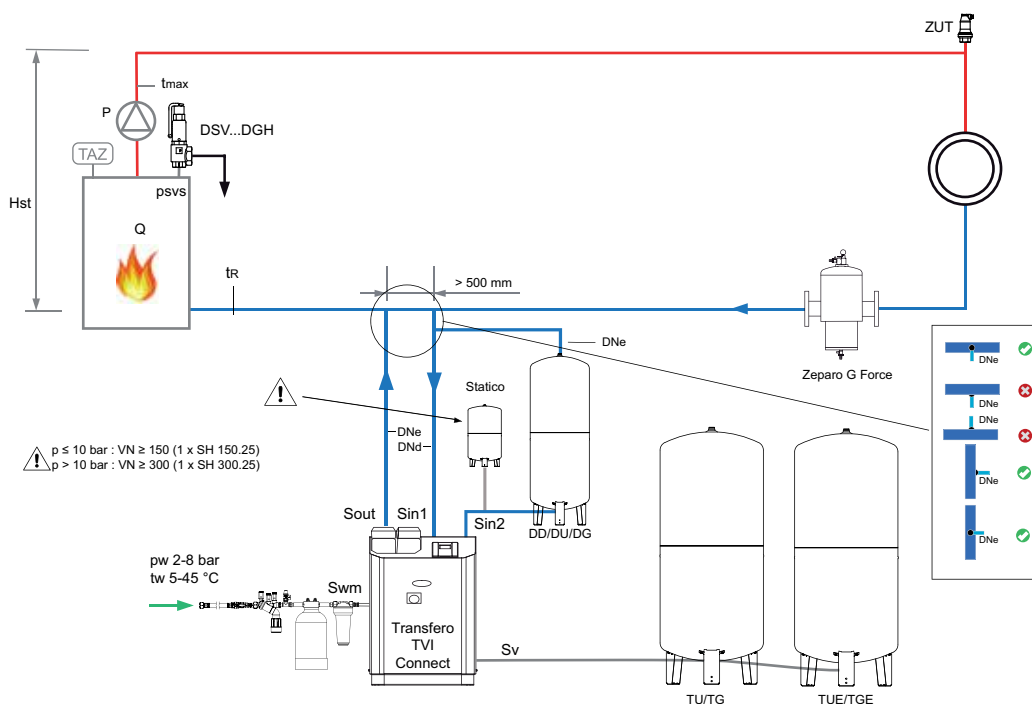 ZUT
tmax
P
DSV...DGH
TAZ
psvs
Hst
Q
tR
> 500 mm
DNe
Zeparo G Force
DNe
DNe
DNe
DNe
DNe
Statico
DNe
DNd
p ≤ 10 bar : VN ≥ 150 (1 x SH 150.25)
p > 10 bar : VN ≥ 300 (1 x SH 300.25)
Sout
Sin1
Sin2
DD/DU/DG
pw 2-8 bar
tw 5-45 °C
Swm
Transfero
TVI
Connect
Sv
TU/TG
TUE/TGE